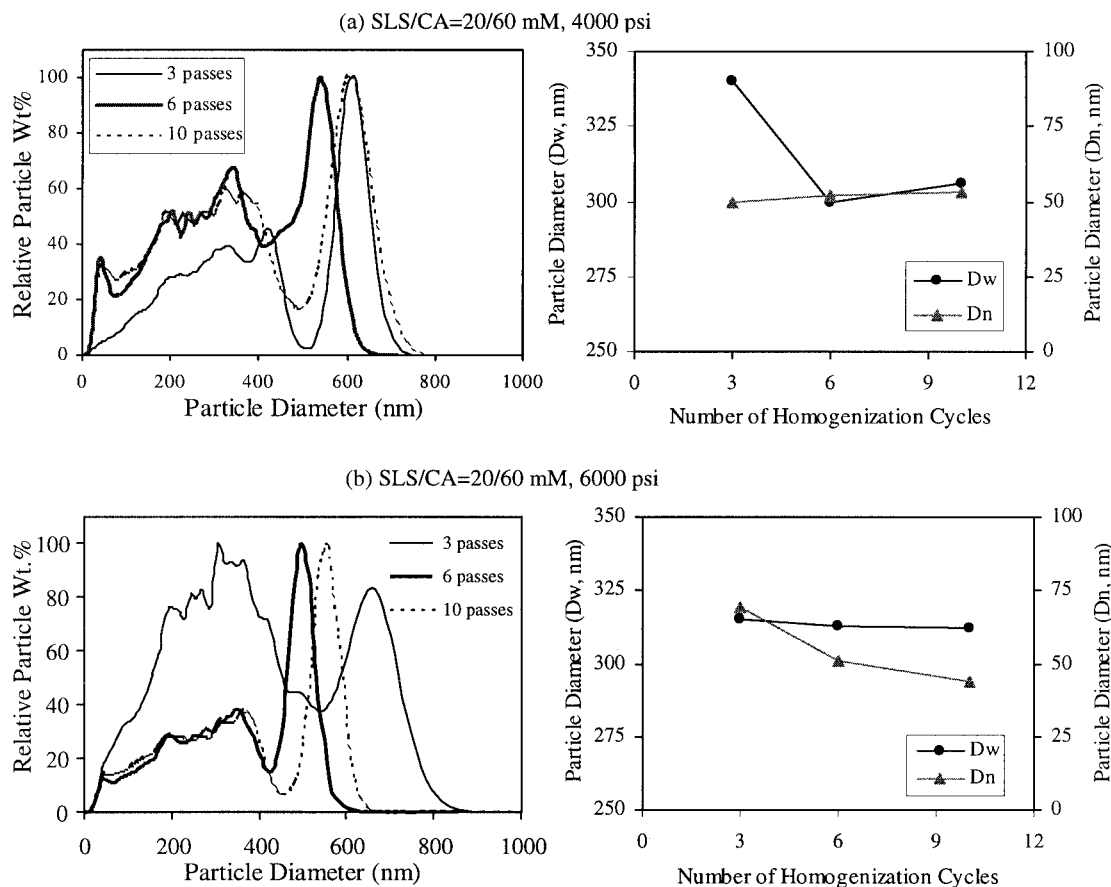 (a) SLS/CA=20/60 mM, 4000 psi
Relative Particle Wt%
100
80
60
40
20
0
3 passes
6 passes
10 passes
0 200 400 600 800 1000
Particle Diameter (nm)
Particle Diameter (Dw, nm)
350
325
300
275
250
Dw
Dn
100
75
50
25
0
Particle Diameter (Dn, nm)
0 3 6 9 12
Number of Homogenization Cycles
(b) SLS/CA=20/60 mM, 6000 psi
Relative Particle Wt.%
100
80
60
40
20
0
3 passes
6 passes
10 passes
0 200 400 600 800 1000
Particle Diameter (nm)
Particle Diameter (Dw, nm)
350
325
300
275
250
Dw
Dn
100
75
50
25
0
Particle Diameter (Dn, nm)
0 3 6 9 12
Number of Homogenization Cycles